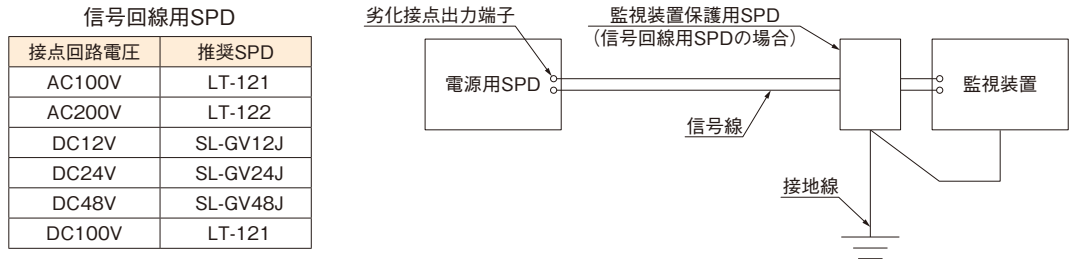 信号回線用SPD
接点回路電圧 推奨SPD
AC100V LT-121
AC200V LT-122
DC12V SL-GV12J
DC24V SL-GV24J
DC48V SL-GV48J
DC100V LT-121
劣化接点出力端子
監視装置保護用SPD
（信号回線用SPDの場合）
電源用SPD
監視装置
信号線
接地線